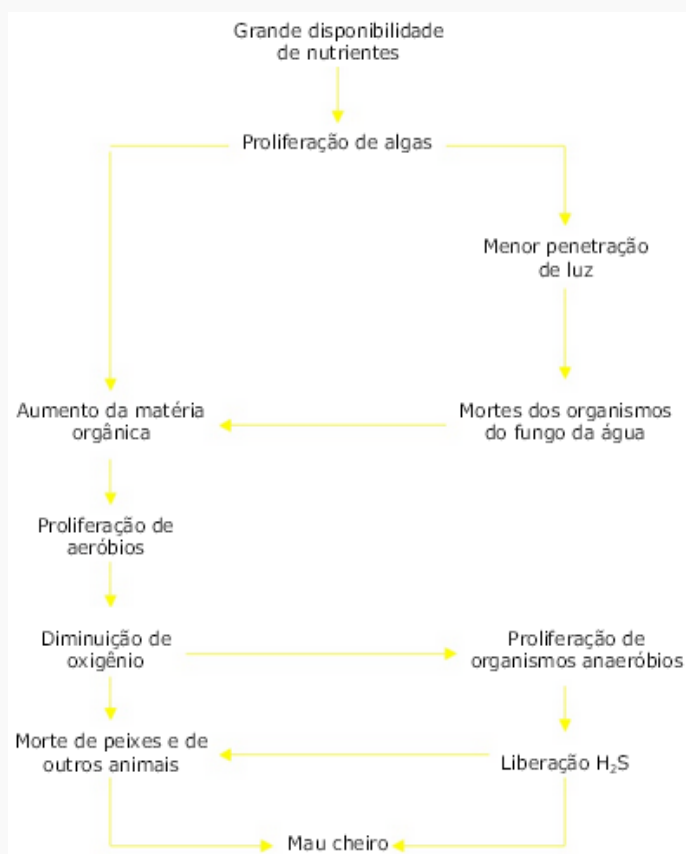 Grande disponibilidade
de nutrientes
Proliferação de algas
Menor penetração
de luz
Aumento da matéria
orgânica
Mortes dos organismos
do fungo da água
Proliferação de
aeróbios
Diminuição de
oxigênio
Proliferação de
organismos anaeróbios
Morte de peixes e de
outros animais
Liberação H₂S
Mau cheiro